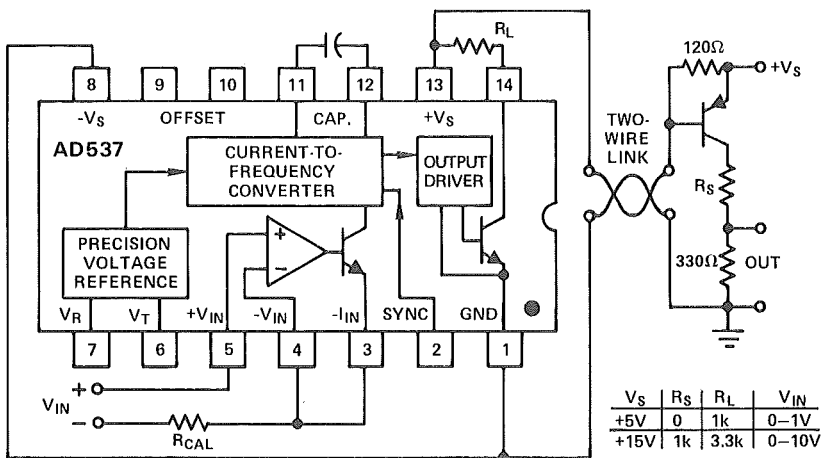 RL
120Ω
8
9
10
11
12
13
14
+VS
-VS
OFFSET
CAP.
+VS
AD537
CURRENT-TO-
FREQUENCY
CONVERTER
OUTPUT
DRIVER
TWO-
WIRE
LINK
RS
PRECISION
VOLTAGE
REFERENCE
+
−
330Ω
OUT
VR
VT
+VIN
-VIN
-IIN
SYNC
GND
7
6
5
4
3
2
1
+
VIN
−
RCAL
VS RS RL VIN
+5V 0 1k 0–1V
+15V 1k 3.3k 0–10V